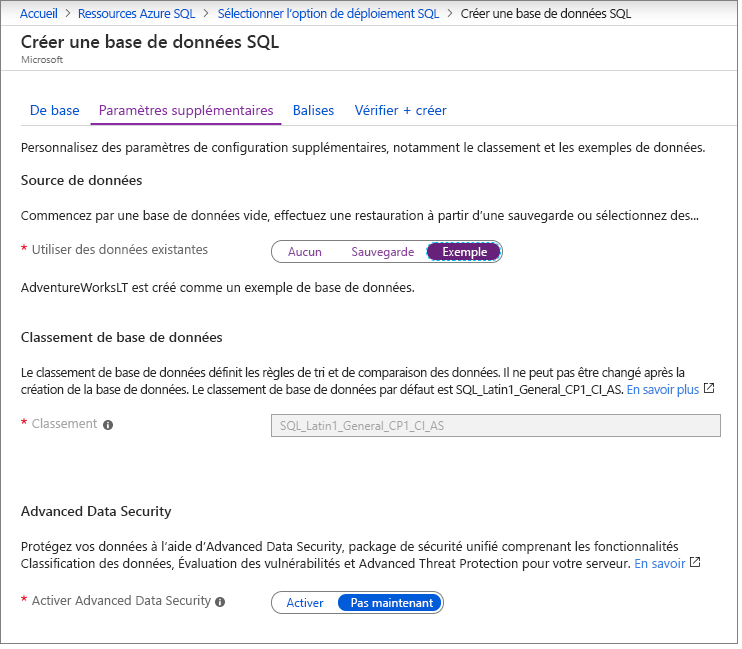 Accueil > Ressources Azure SQL > Sélectionner l'option de déploiement SQL > Créer une base de données SQL
Créer une base de données SQL
Microsoft
De base Paramètres supplémentaires Balises Vérifier + créer
Personnalisez des paramètres de configuration supplémentaires, notamment le classement et les exemples de données.
Source de données
Commencez par une base de données vide, effectuez une restauration à partir d'une sauvegarde ou sélectionnez des...
* Utiliser des données existantes Aucun Sauvegarde Exemple
AdventureWorksLT est créé comme un exemple de base de données.
Classement de base de données
Le classement de base de données définit les règles de tri et de comparaison des données. Il ne peut pas être changé après la
création de la base de données. Le classement de base de données par défaut est SQL_Latin1_General_CP1_CI_AS. En savoir plus
* Classement SQL_Latin1_General_CP1_CI_AS
Advanced Data Security
Protégez vos données à l'aide d'Advanced Data Security, package de sécurité unifié comprenant les fonctionnalités
Classification des données, Évaluation des vulnérabilités et Advanced Threat Protection pour votre serveur. En savoir
* Activer Advanced Data Security Activer Pas maintenant